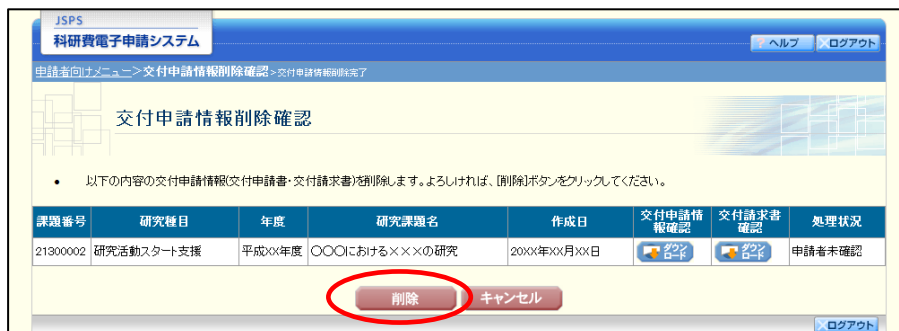 JSPS
科研費電子申請システム
? ヘルプ ×ログアウト
申請者向けメニュー>交付申請情報削除確認>交付申請情報削除完了
交付申請情報削除確認
• 以下の内容の交付申請情報(交付申請書・交付請求書)を削除します。よろしければ、[削除]ボタンをクリックしてください。
課題番号 研究種目 年度 研究課題名 作成日 交付申請情報確認 交付請求書確認 処理状況
21300002 研究活動スタート支援 平成XX年度 〇〇〇における×××の研究 20XX年XX月XX日 ダウンロード ダウンロード 申請者未確認
削除 キャンセル
×ログアウト